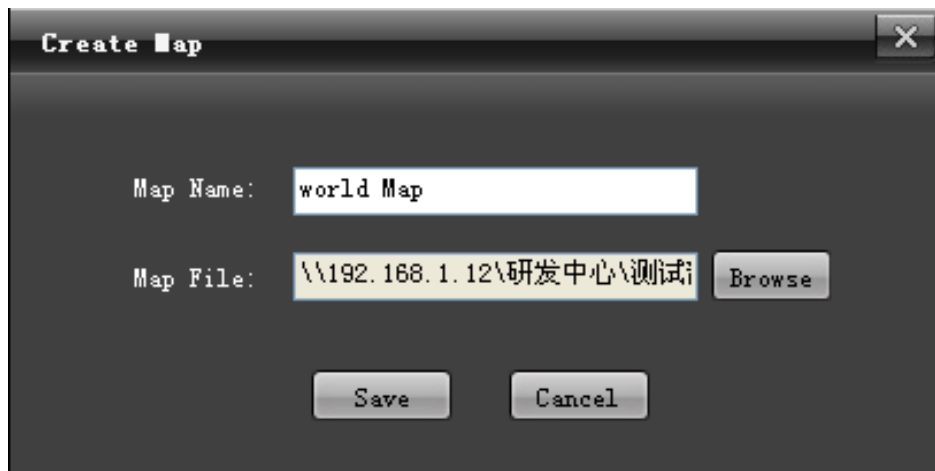 Create Map
Map Name: world Map
Map File: \\192.168.1.12\研发中心\测试 Browse
Save Cancel